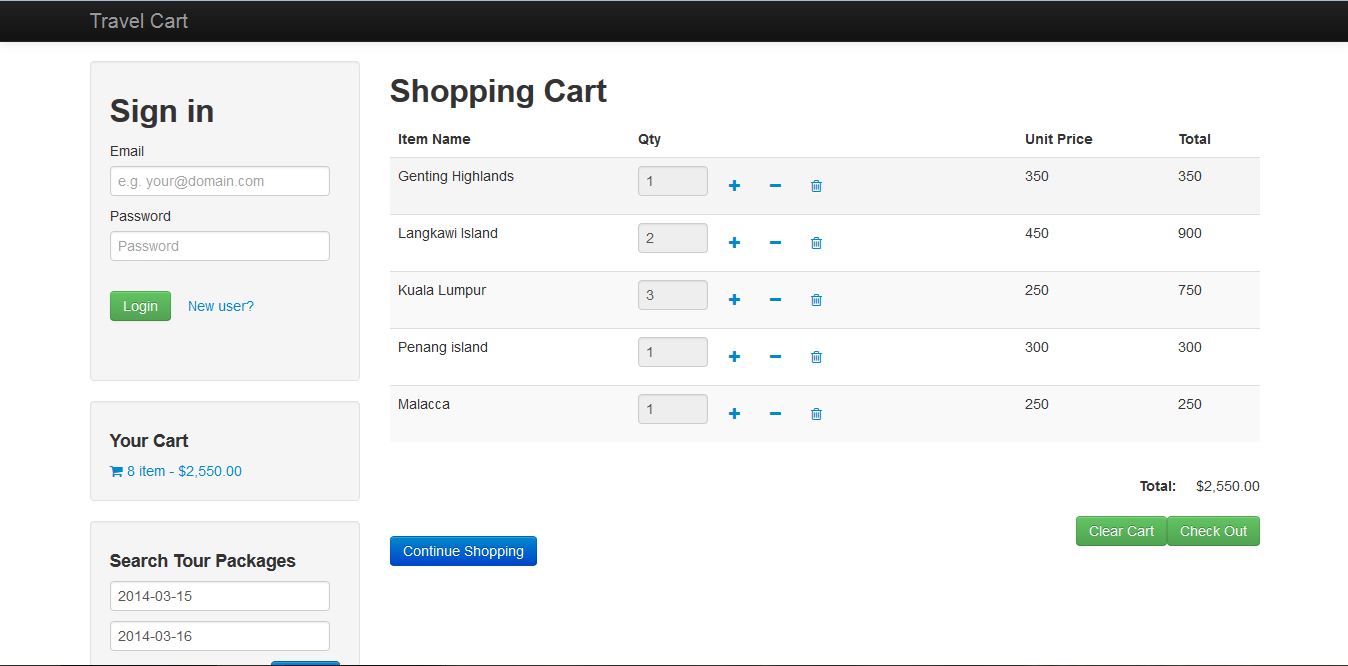 Travel Cart
Sign in
Email
e.g. your@domain.com
Password
Password
Login New user?
Your Cart
8 item - $2,550.00
Search Tour Packages
2014-03-15
2014-03-16
Shopping Cart
Item Name Qty Unit Price Total
Genting Highlands 1 350 350
Langkawi Island 2 450 900
Kuala Lumpur 3 250 750
Penang island 1 300 300
Malacca 1 250 250
Total: $2,550.00
Clear Cart Check Out
Continue Shopping